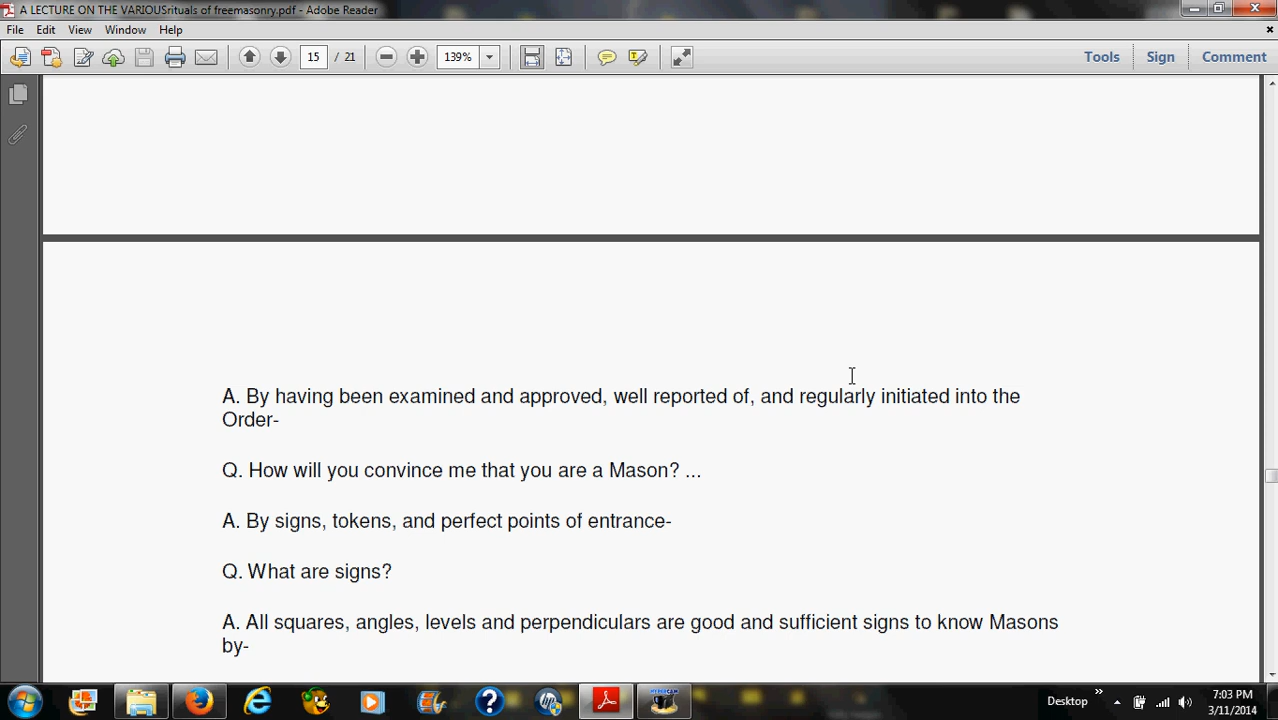 A LECTURE ON THE VARIOUSrituals of freemasonry.pdf - Adobe Reader
File Edit View Window Help
15 / 21 139% Tools Sign Comment
A. By having been examined and approved, well reported of, and regularly initiated into the
Order-
Q. How will you convince me that you are a Mason? ...
A. By signs, tokens, and perfect points of entrance-
Q. What are signs?
A. All squares, angles, levels and perpendiculars are good and sufficient signs to know Masons
by-
Desktop
7:03 PM
3/11/2014